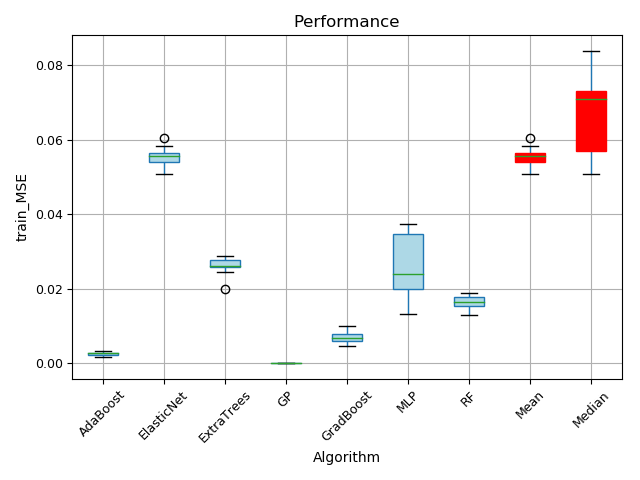 Performance
train_MSE
0.08
0.06
0.04
0.02
0.00
AdaBoost
ElasticNet
ExtraTrees
GP
GradBoost
MLP
RF
Mean
Median
Algorithm